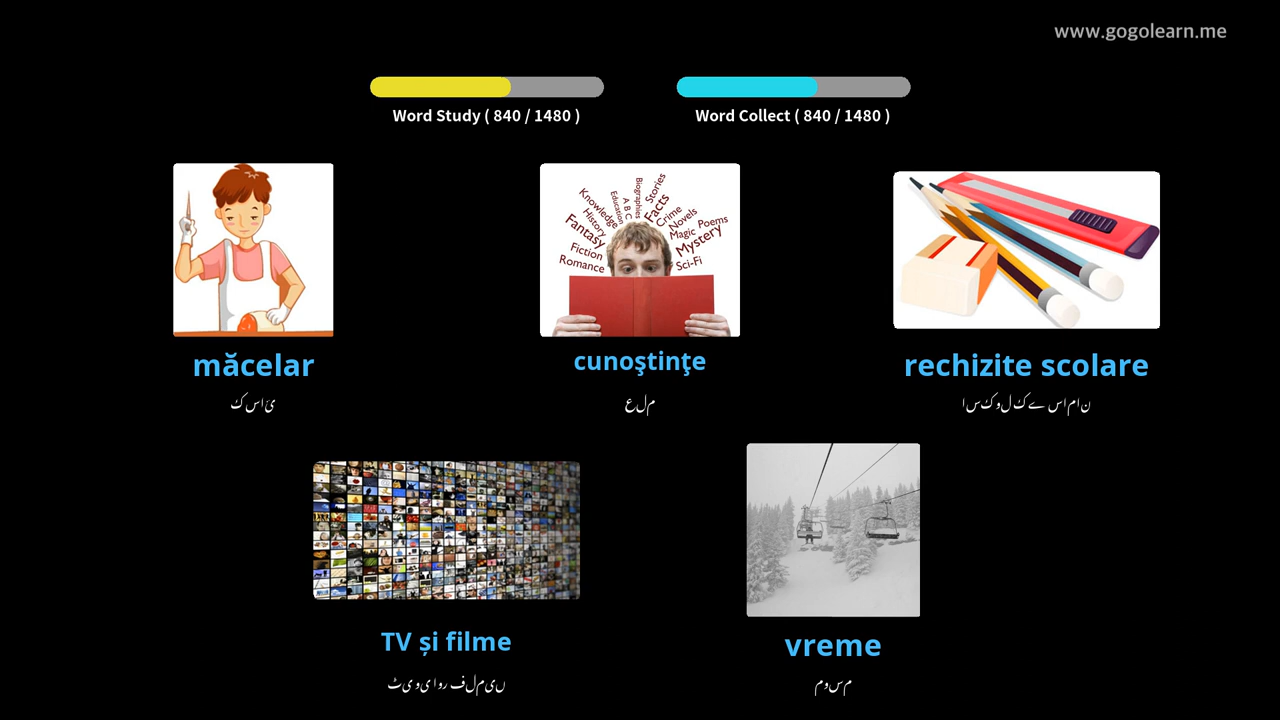 www.gogolearn.me
Word Study ( 840 / 1480 )
Word Collect ( 840 / 1480 )
măcelar
cunoştinţe
rechizite scolare
کسائی
علم
اسکول کے سامان
TV și filme
vreme
ٹی وی اور فلمیں
موسم
Stories
Biographies
Facts
A B C
Education
Knowledge
Crime
History
Novels
Fantasy
Magic
Poems
Mystery
Fiction
Romance
Sci-Fi